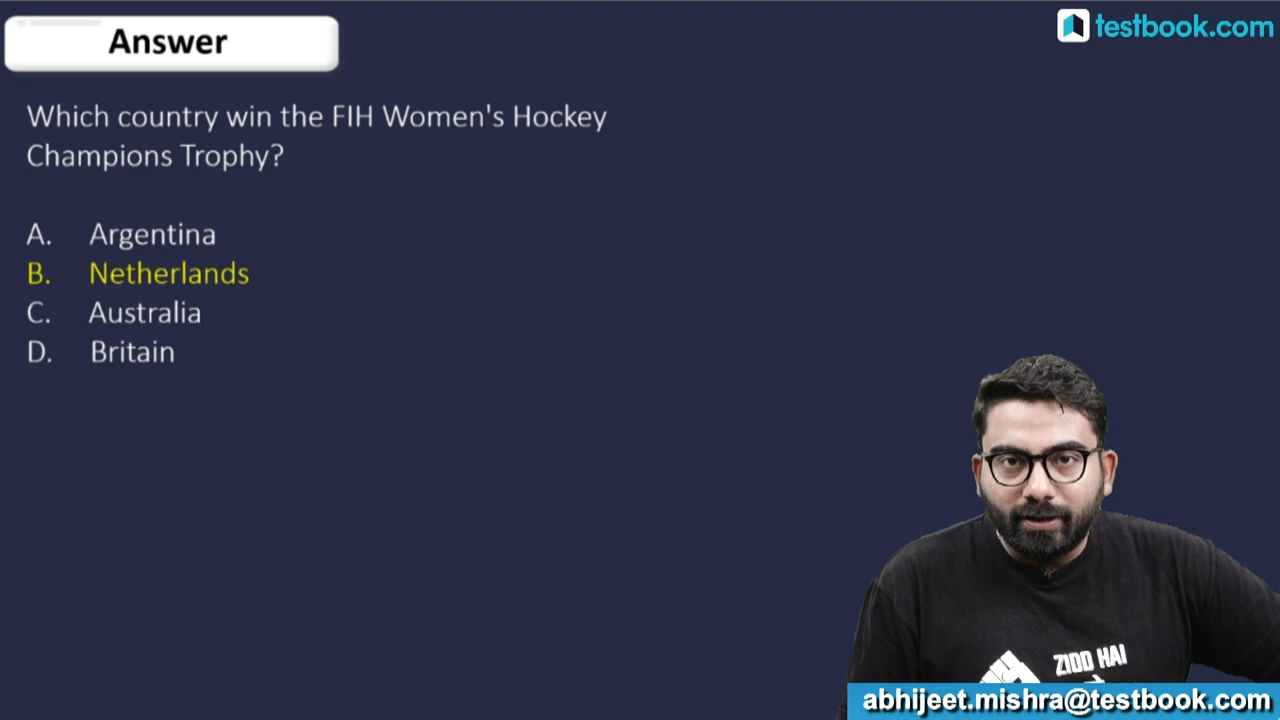 Answer
testbook.com
Which country win the FIH Women's Hockey
Champions Trophy?
A. Argentina
B. Netherlands
C. Australia
D. Britain
ZIDD HAI
abhijeet.mishra@testbook.com